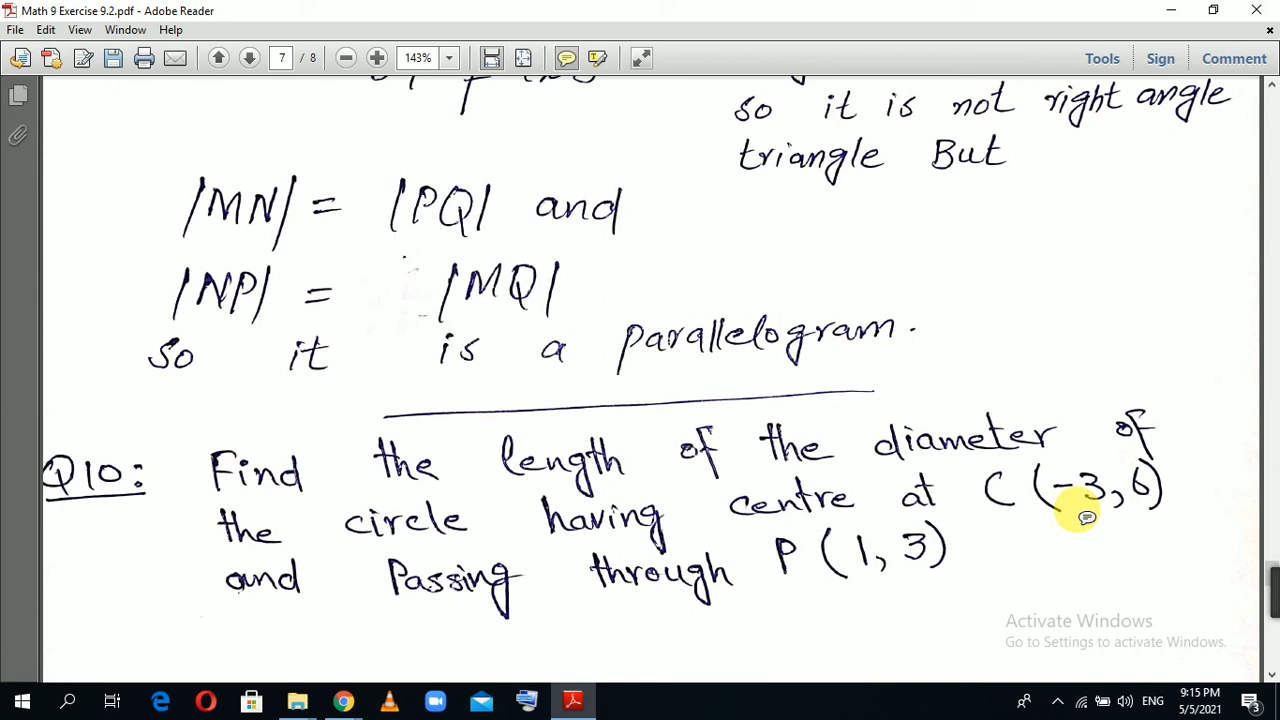 Math 9 Exercise 9.2.pdf - Adobe Reader
File Edit View Window Help
7 / 8 143% Tools Sign Comment
so it is not right angle
triangle But
|MN| = |PQ| and
|NP| = |MQ|
so it is a parallelogram.
Q10: Find the length of the diameter of
the circle having centre at C (-3, 6)
and Passing through P (1, 3)
Activate Windows
Go to Settings to activate Windows.
ENG
9:15 PM
5/5/2021
3